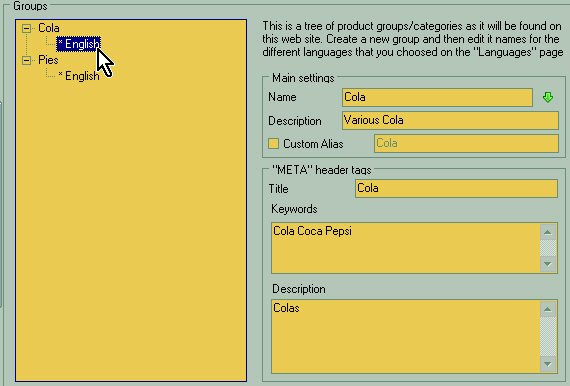 Groups
Cola
* English
Pies
* English
This is a tree of product groups/categories as it will be found on
this web site. Create a new group and then edit it names for the
different languages that you choosed on the "Languages" page
Main settings
Name Cola
Description Various Cola
Custom Alias Cola
"META" header tags
Title Cola
Keywords
Cola Coca Pepsi
Description
Colas